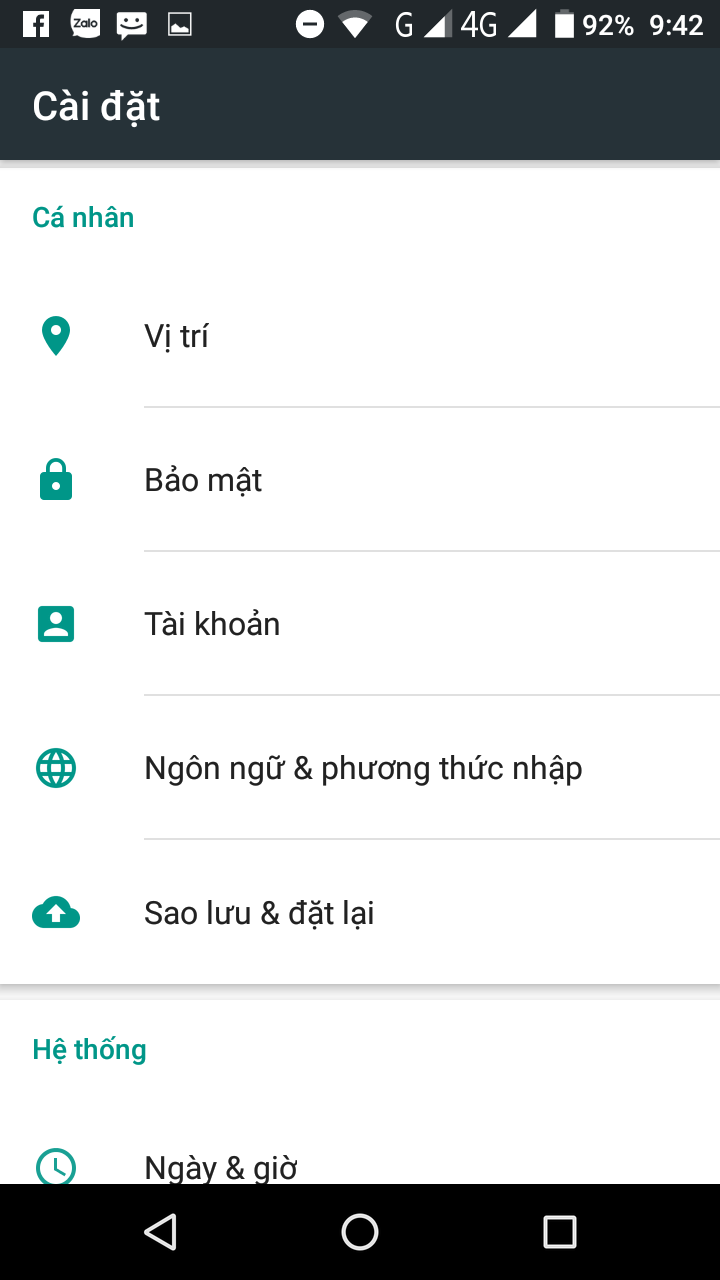 Zalo G 4G 92% 9:42
Cài đặt
Cá nhân
Vị trí
Bảo mật
Tài khoản
Ngôn ngữ & phương thức nhập
Sao lưu & đặt lại
Hệ thống
Ngày & giờ